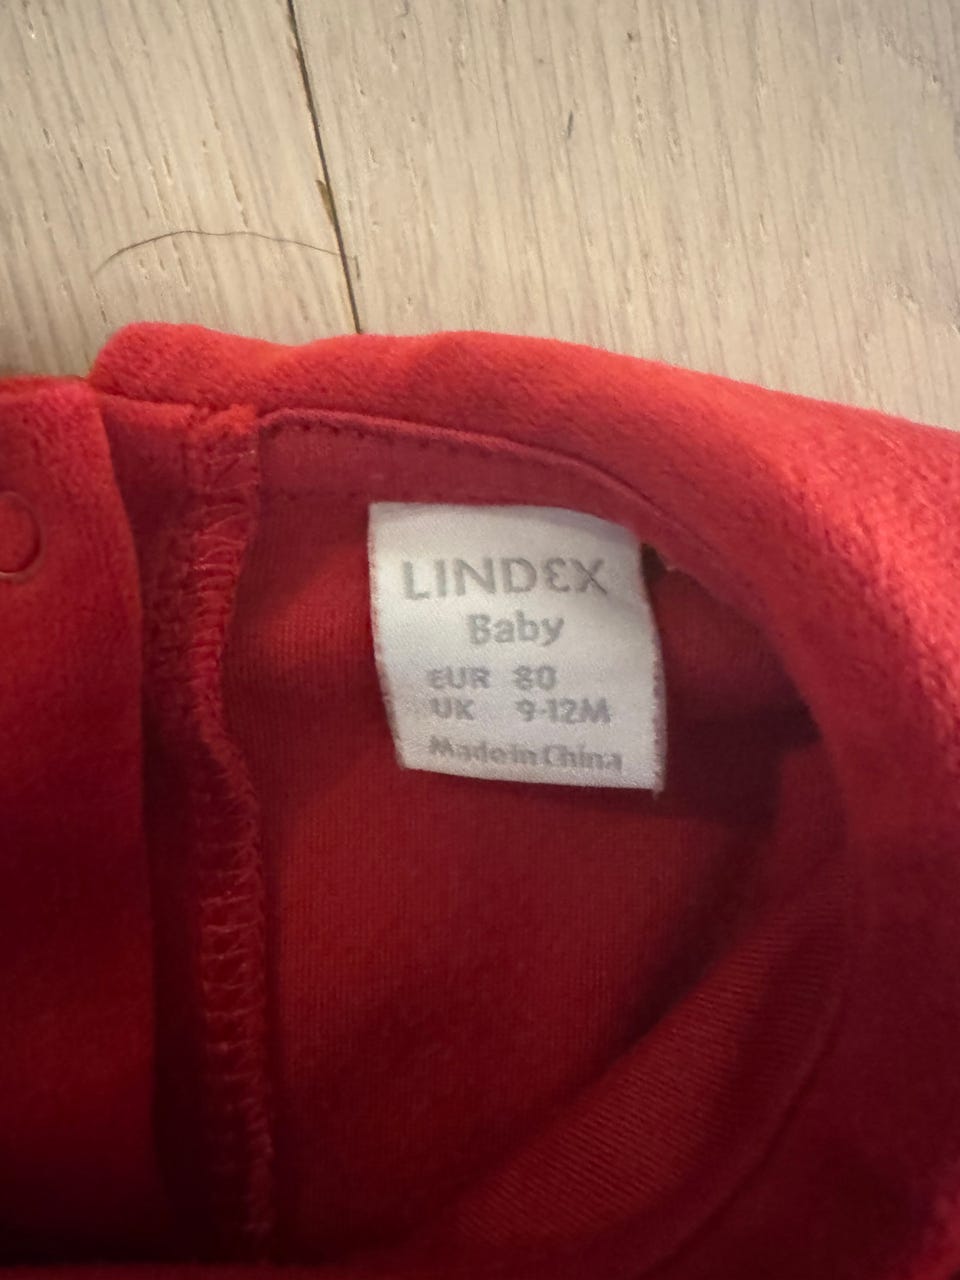 LINDEX
Baby
EUR 80
UK 9-12M
Made in China